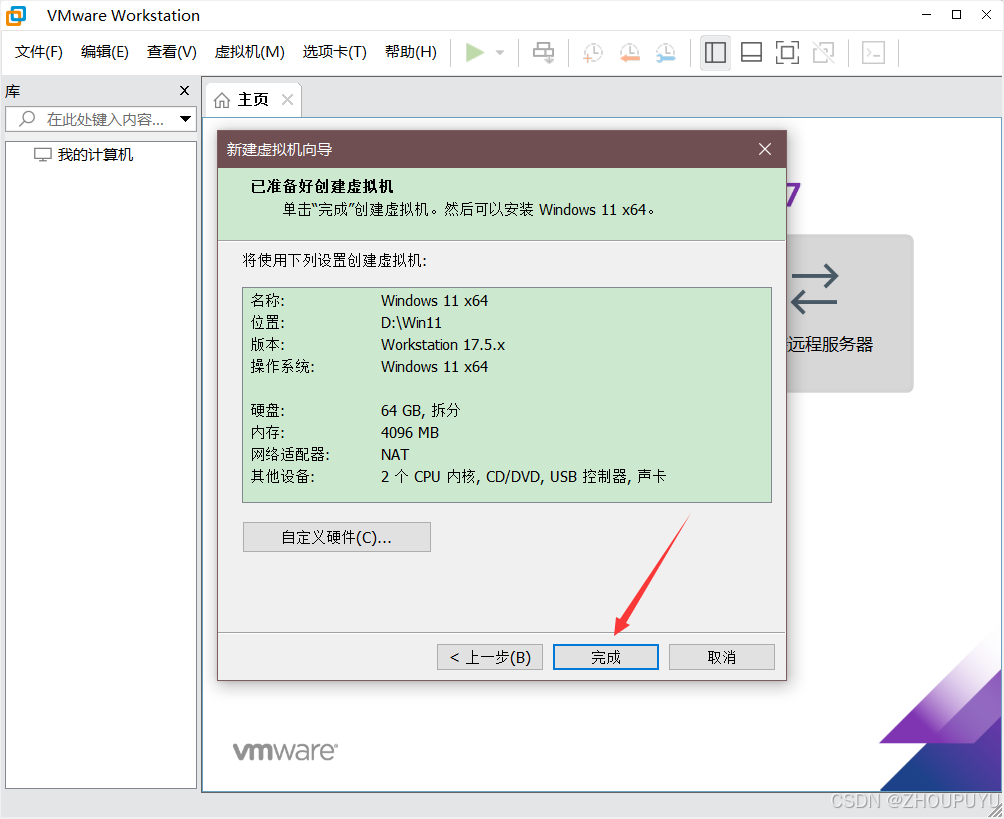 VMware Workstation
文件(F) 编辑(E) 查看(V) 虚拟机(M) 选项卡(T) 帮助(H)
库
主页
在此处键入内容...
我的计算机
新建虚拟机向导
已准备好创建虚拟机
单击“完成”创建虚拟机。然后可以安装 Windows 11 x64。
7
将使用下列设置创建虚拟机:
名称: Windows 11 x64
位置: D:\Win11
版本: Workstation 17.5.x
操作系统: Windows 11 x64
硬盘: 64 GB, 拆分
内存: 4096 MB
网络适配器: NAT
其他设备: 2 个 CPU 内核, CD/DVD, USB 控制器, 声卡
远程服务器
自定义硬件(C)...
< 上一步(B) 完成 取消
vmware
CSDN @ZHOUPUYU